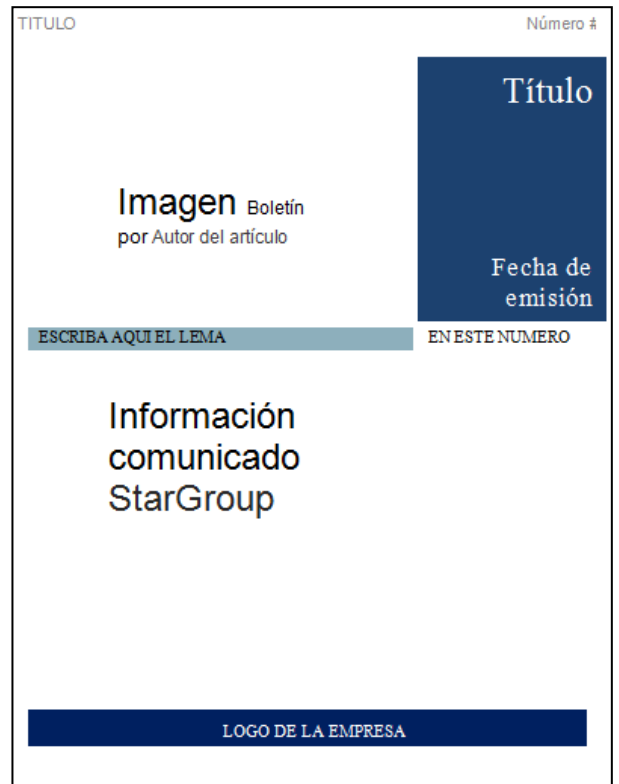 TITULO
Número #
Título
Imagen Boletín
por Autor del artículo
Fecha de
emisión
ESCRIBA AQUI EL LEMA
EN ESTE NUMERO
Información
comunicado
StarGroup
LOGO DE LA EMPRESA